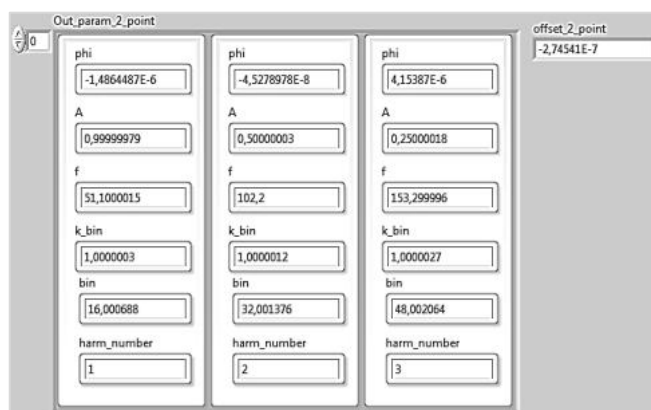 Out_param_2_point
offset_2_point
0
-2,74541E-7
phi
phi
phi
-1,4864487E-6
-4,5278978E-8
4,15387E-6
A
A
A
0,99999979
0,50000003
0,25000018
f
f
f
51,1000015
102,2
153,299996
k_bin
k_bin
k_bin
1,0000003
1,0000012
1,0000027
bin
bin
bin
16,000688
32,001376
48,002064
harm_number
harm_number
harm_number
1
2
3